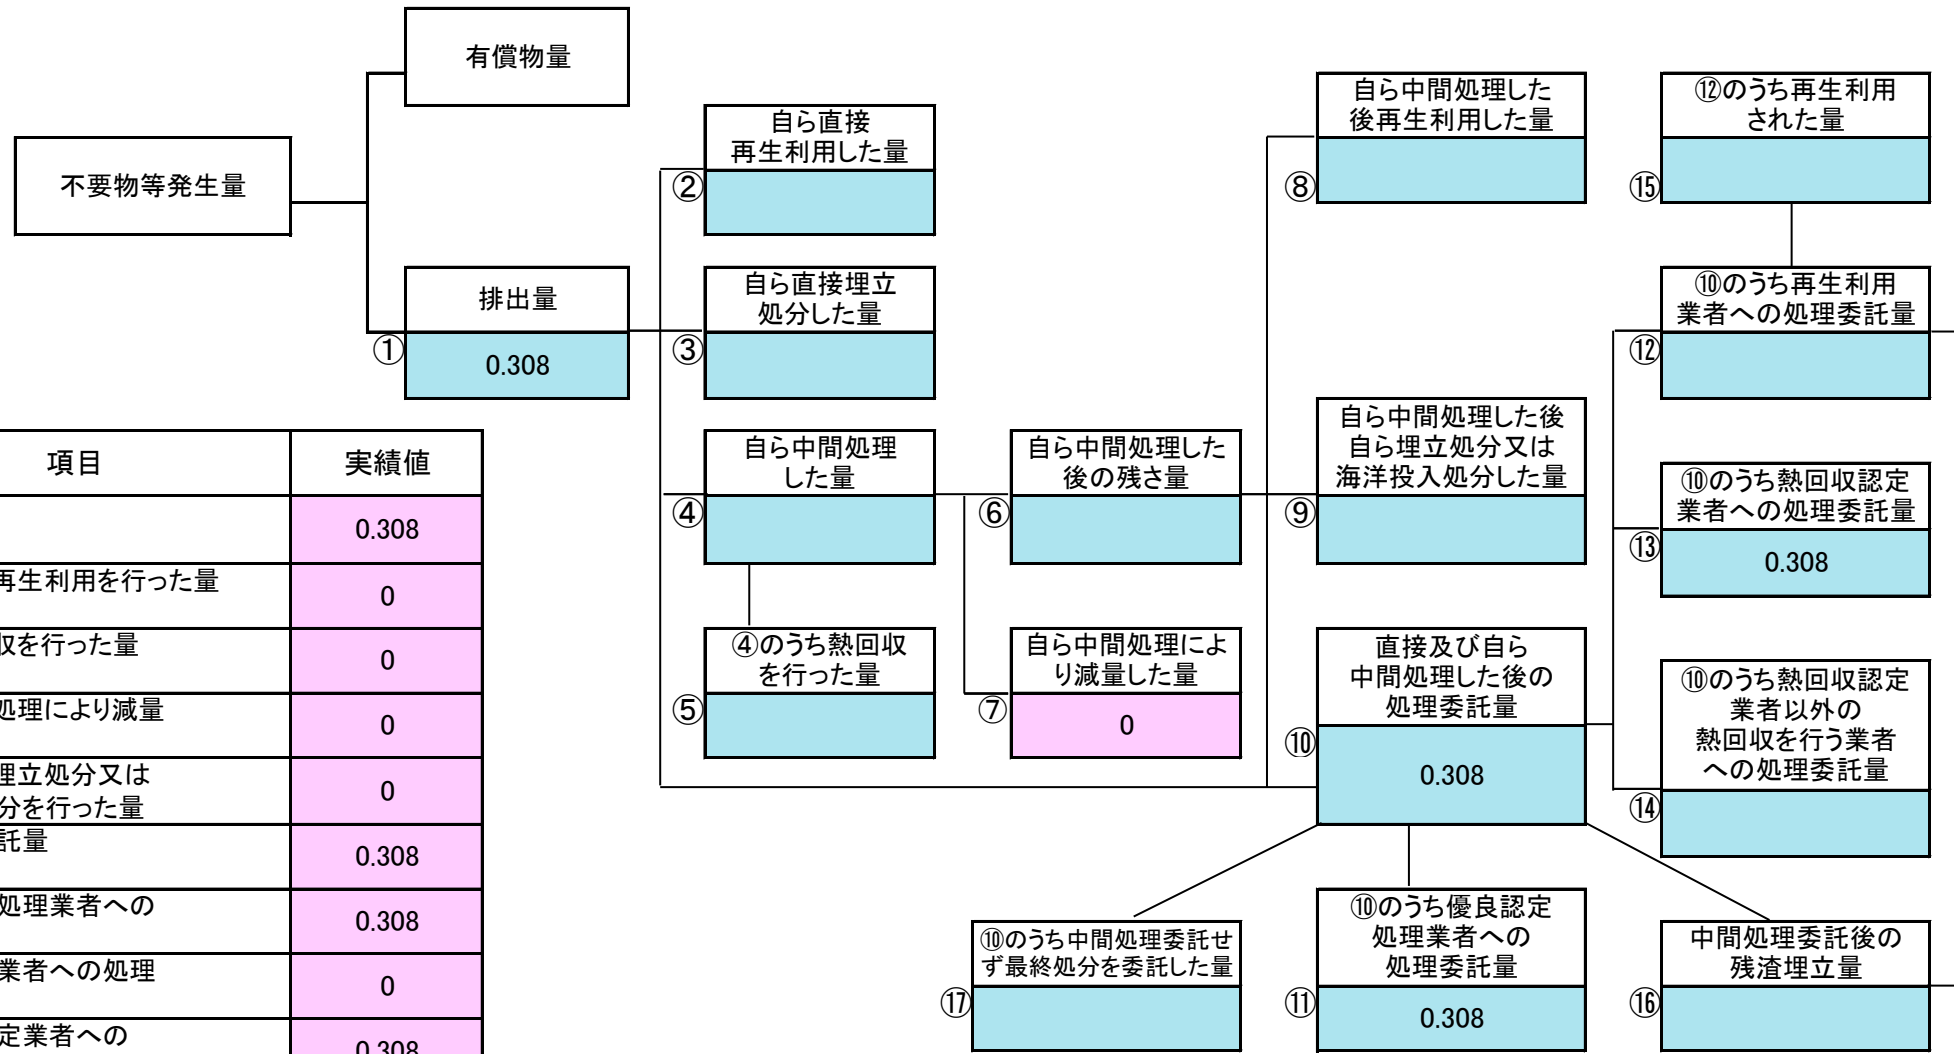 有償物量
不要物等発生量
排出量
①
0.308
自ら直接
再生利用した量
②
自ら直接埋立
処分した量
③
自ら中間処理
した量
④
④のうち熱回収
を行った量
⑤
自ら中間処理した
後の残さ量
⑥
自ら中間処理によ
り減量した量
⑦
0
自ら中間処理した
後再生利用した量
⑧
自ら中間処理した後
自ら埋立処分又は
海洋投入処分した量
⑨
直接及び自ら
中間処理した後の
処理委託量
⑩
0.308
⑫のうち再生利用
された量
⑮
⑩のうち再生利用
業者への処理委託量
⑫
⑩のうち熱回収認定
業者への処理委託量
⑬
0.308
⑩のうち熱回収認定
業者以外の
熱回収を行う業者
への処理委託量
⑭
⑩のうち中間処理委託せ
ず最終処分を委託した量
⑰
⑩のうち優良認定
処理業者への
処理委託量
⑪
0.308
中間処理委託後の
残渣埋立量
⑯
項目 実績値
0.308
再生利用を行った量 0
収を行った量 0
処理により減量 0
埋立処分又は
分を行った量 0
託量 0.308
処理業者への 0.308
業者への処理 0
定業者への 0.308